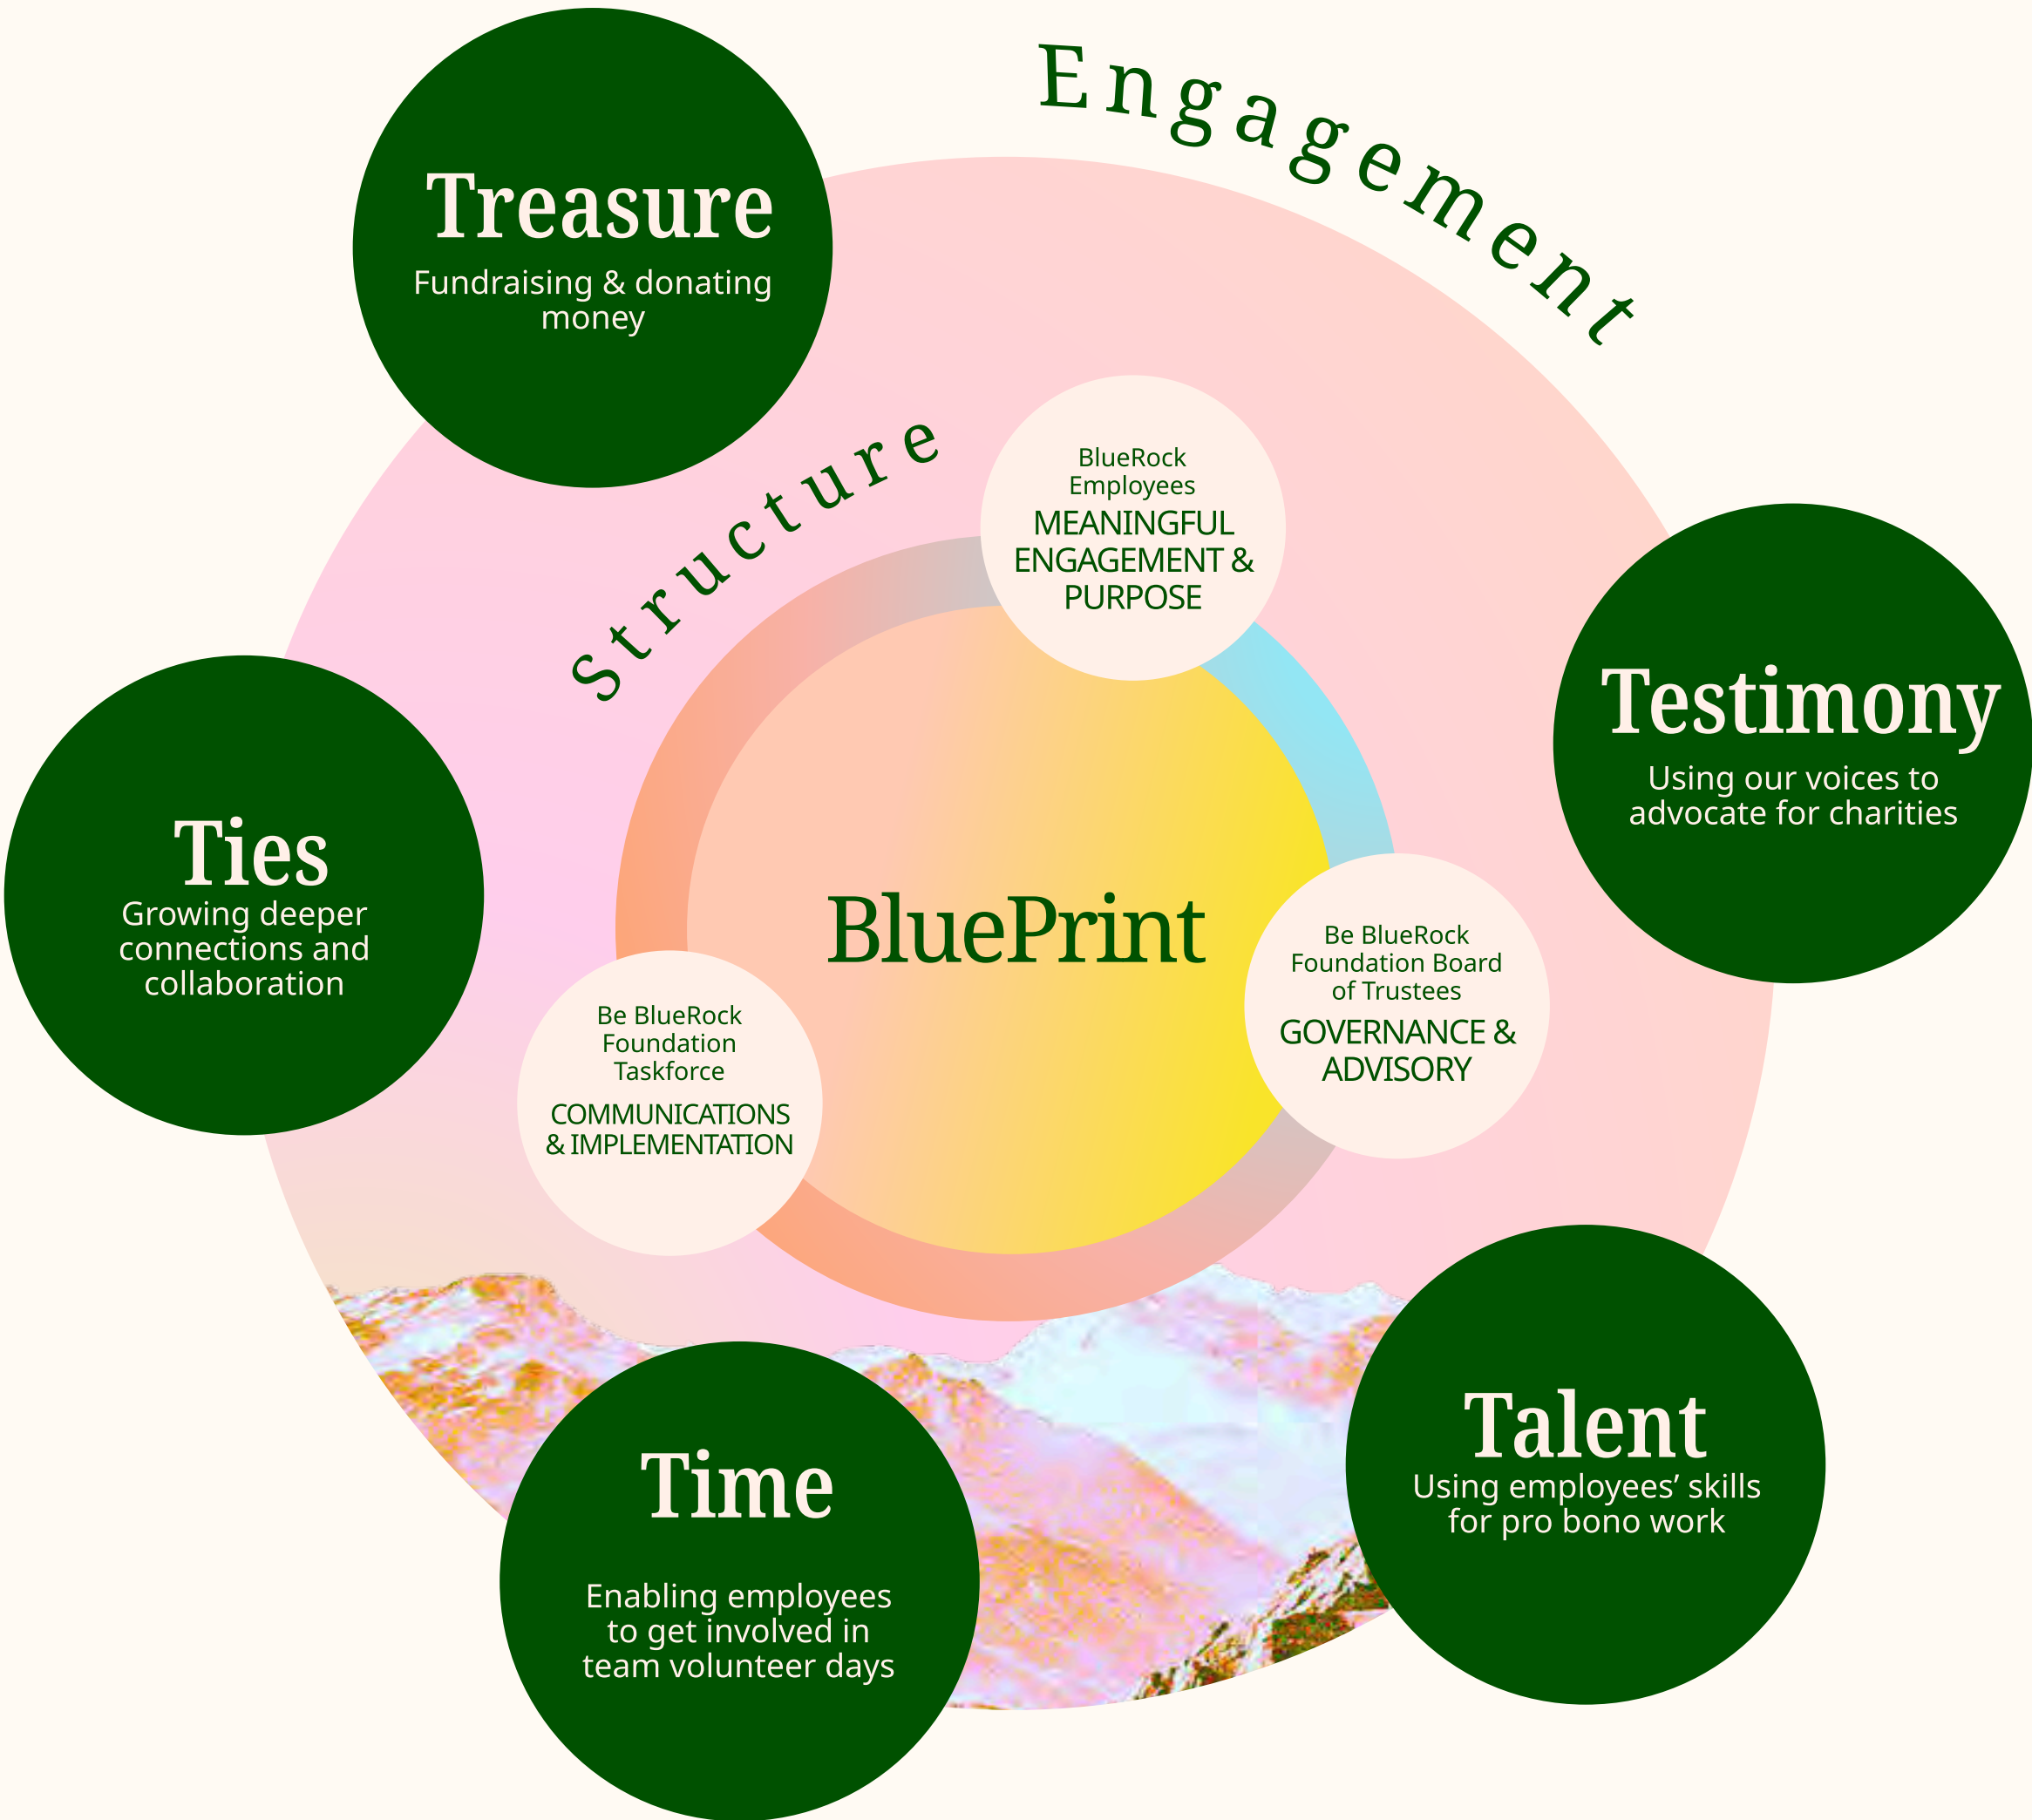 Engagement
Treasure
Fundraising & donating
money
Structure
BlueRock
Employees
MEANINGFUL
ENGAGEMENT &
PURPOSE
Testimony
Using our voices to
advocate for charities
Ties
Growing deeper
connections and
collaboration
BluePrint
Be BlueRock
Foundation Board
of Trustees
GOVERNANCE &
ADVISORY
Be BlueRock
Foundation
Taskforce
COMMUNICATIONS
& IMPLEMENTATION
Talent
Using employees’ skills
for pro bono work
Time
Enabling employees
to get involved in
team volunteer days